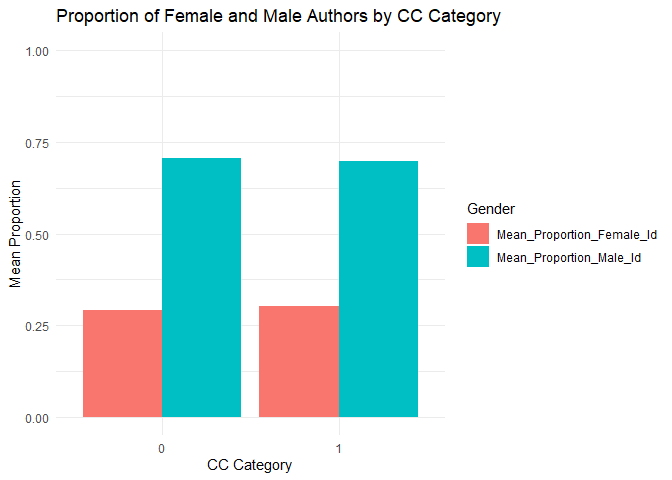 Proportion of Female and Male Authors by CC Category
1.00
0.75
0.50
0.25
0.00
Mean Proportion
0 1
CC Category
Gender
Mean_Proportion_Female_Id
Mean_Proportion_Male_Id